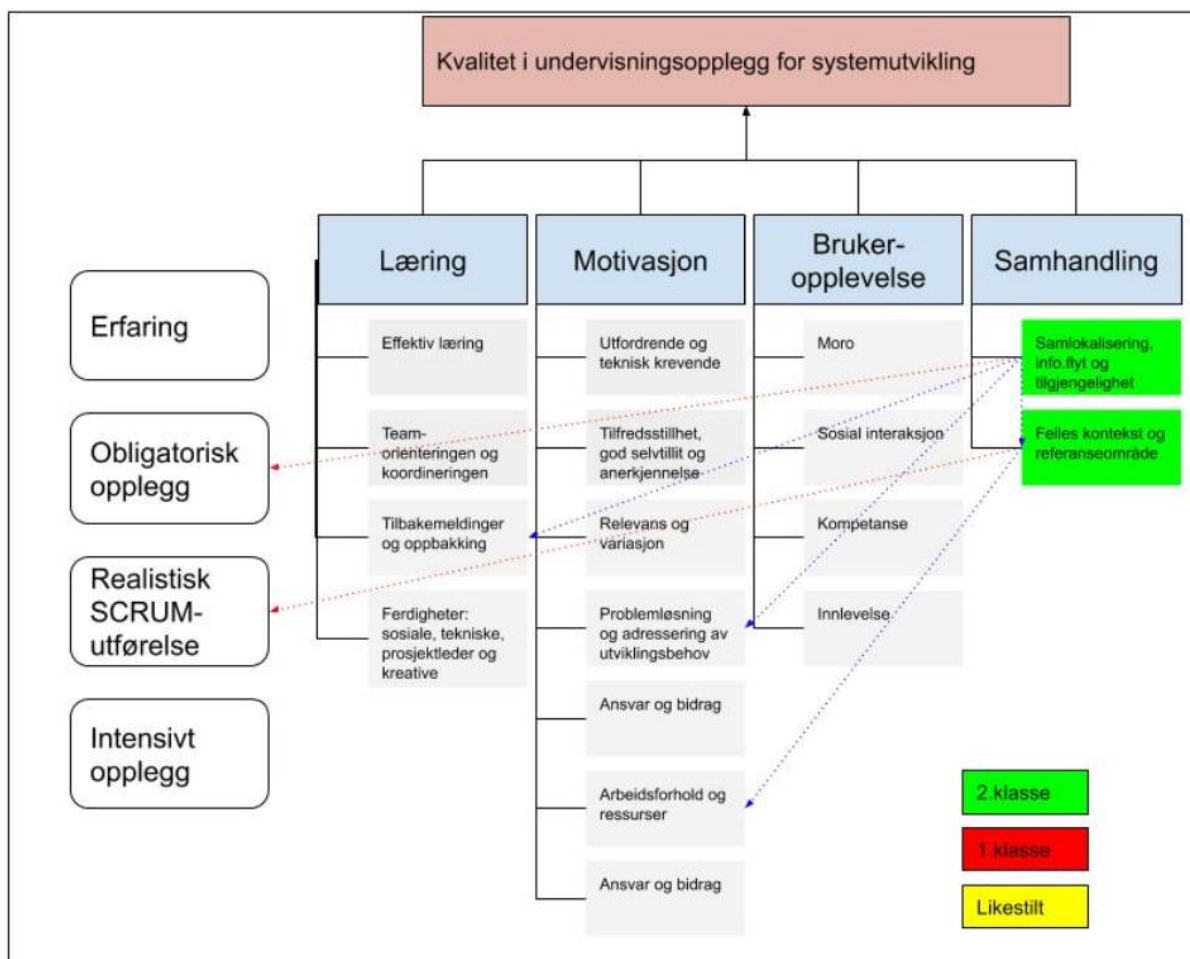 Kvalitet i undervisningsopplegg for systemutvikling
Læring
Motivasjon
Bruker-
opplevelse
Samhandling
Erfaring
Obligatorisk
opplegg
Realistisk
SCRUM-
utførelse
Intensivt
opplegg
Effektiv læring
Team-
orienteringen og
koordineringen
Tilbakemeldinger
og oppbakking
Ferdigheter:
sosiale, tekniske,
prosjektleder og
kreative
Utfordrende og
teknisk krevende
Tilfredsstillhet,
god selvtillit og
anerkjennelse
Relevans og
variasjon
Problemløsning
og adressering av
utviklingsbehov
Ansvar og bidrag
Arbeidsforhold og
ressurser
Ansvar og bidrag
Moro
Sosial interaksjon
Kompetanse
Innlevelse
Samlokalisering,
info.flyt og
tilgjengelighet
Felles kontekst og
referanseområde
2.klasse
1.klasse
Likestilt